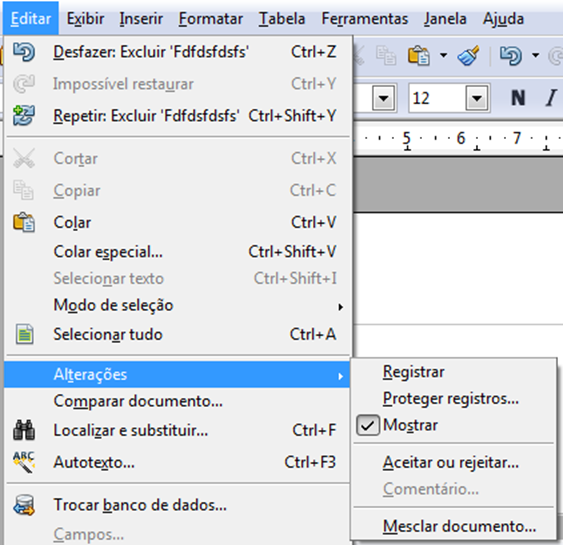 Editar Exibir Inserir Formatar Tabela Ferramentas Janela Ajuda
Desfazer: Excluir 'Fdfdsfdsfs' Ctrl+Z
Impossível restaurar Ctrl+Y
Repetir: Excluir 'Fdfdsfdsfs' Ctrl+Shift+Y
12 N I
5 6 7
Cortar Ctrl+X
Copiar Ctrl+C
Colar Ctrl+V
Colar especial... Ctrl+Shift+V
Selecionar texto Ctrl+Shift+I
Modo de seleção
Selecionar tudo Ctrl+A
Alterações
Comparar documento...
Localizar e substituir... Ctrl+F
ABC Autotexto... Ctrl+F3
Trocar banco de dados...
Campos...
Registrar
Proteger registros...
Mostrar
Aceitar ou rejeitar...
Comentário...
Mesclar documento...